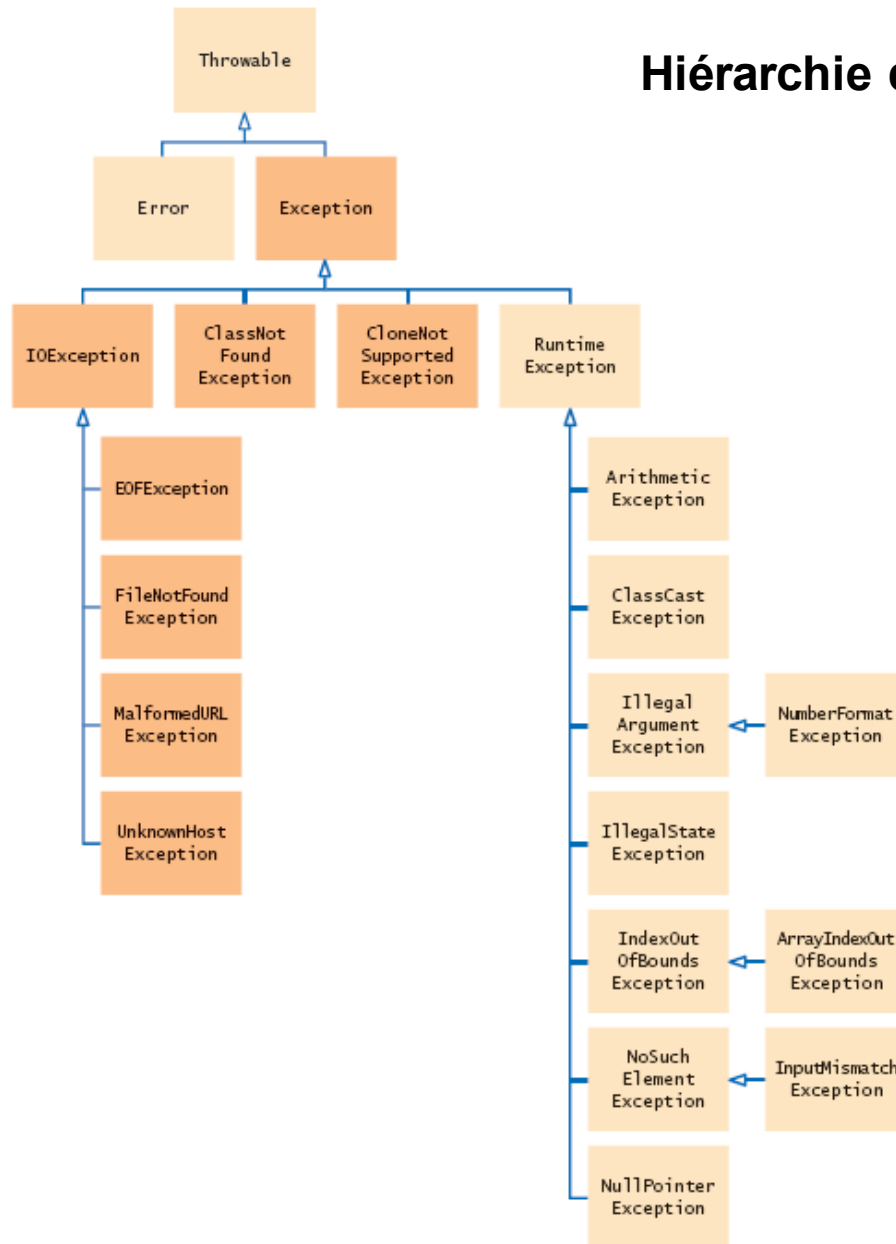 Hiérarchie
Throwable
Error
Exception
IOException
ClassNot
Found
Exception
CloneNot
Supported
Exception
Runtime
Exception
EOFException
FileNotFound
Exception
MalformedURL
Exception
UnknownHost
Exception
Arithmetic
Exception
ClassCast
Exception
Illegal
Argument
Exception
NumberFormat
Exception
IllegalState
Exception
IndexOut
OfBounds
Exception
ArrayIndexOut
OfBounds
Exception
NoSuch
Element
Exception
InputMismatch
Exception
NullPointer
Exception